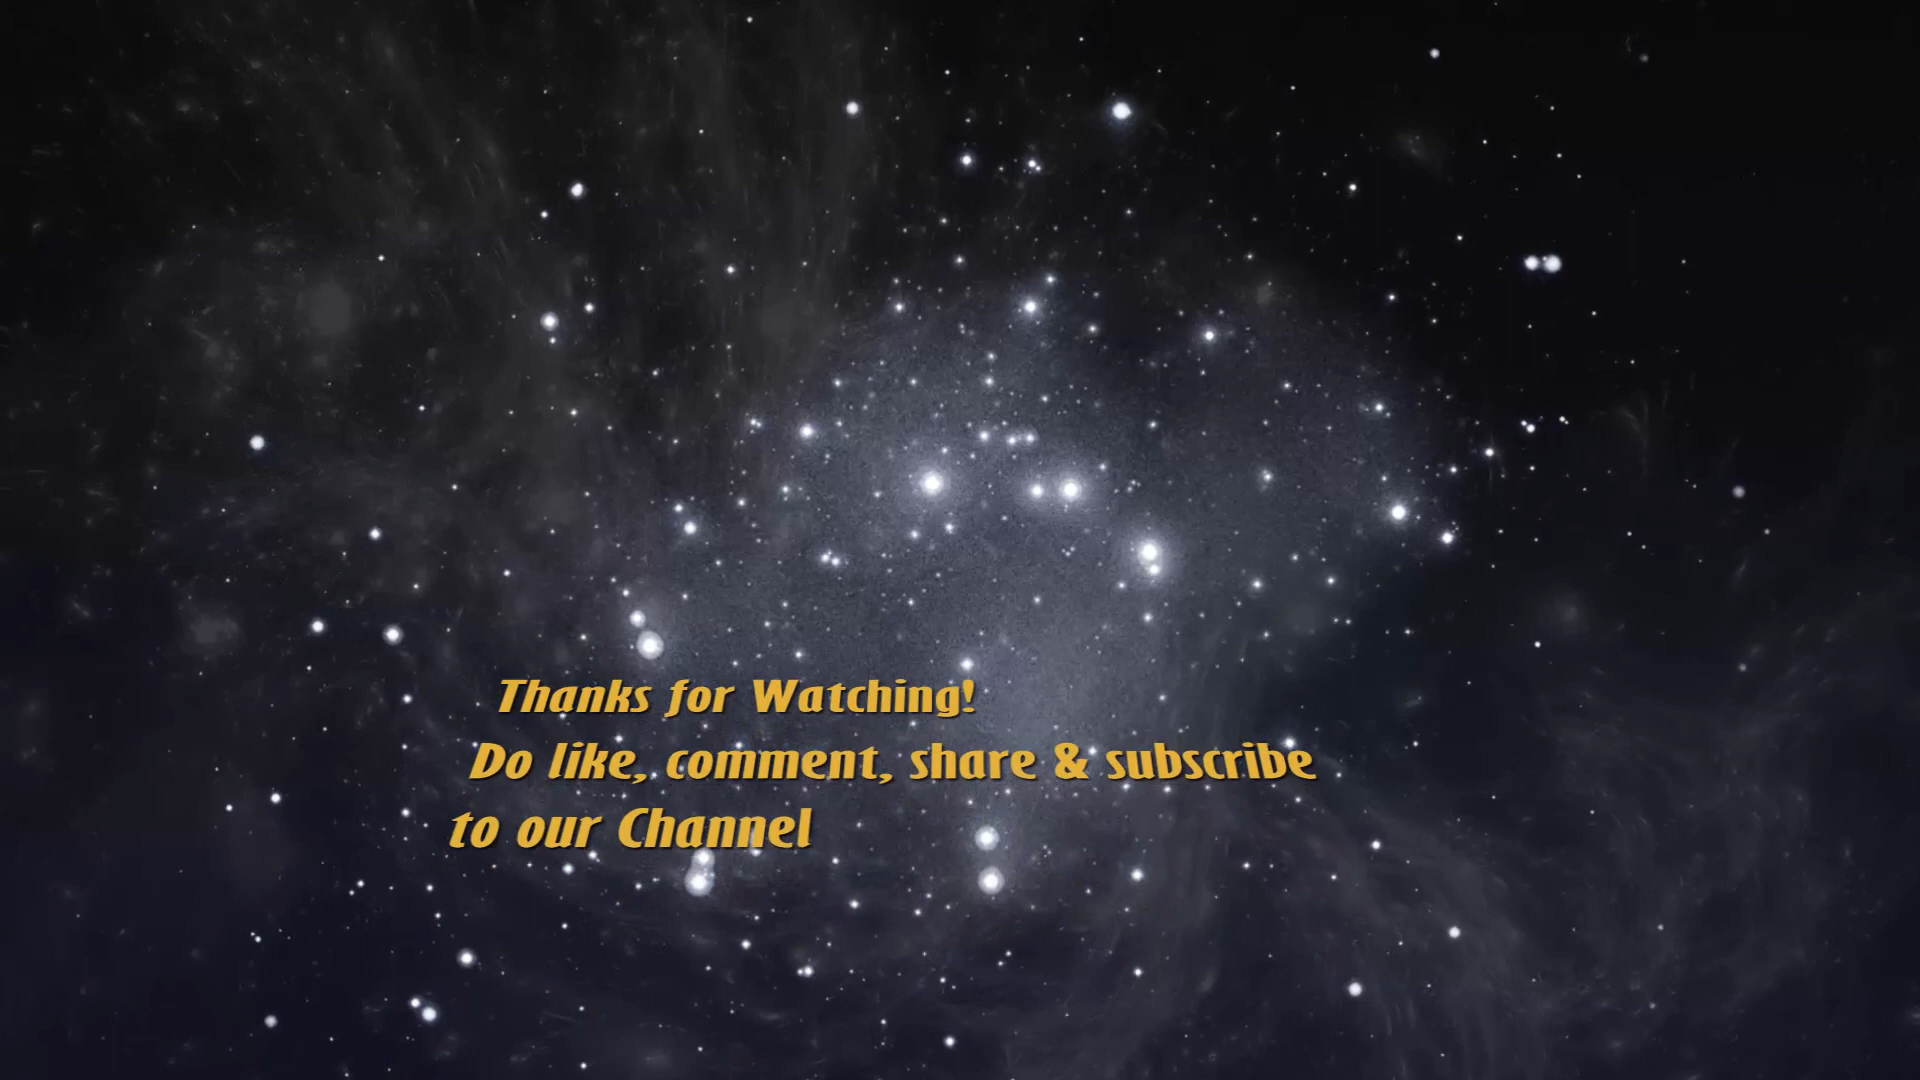 Thanks for Watching!
Do like, comment, share & subscribe
to our Channel